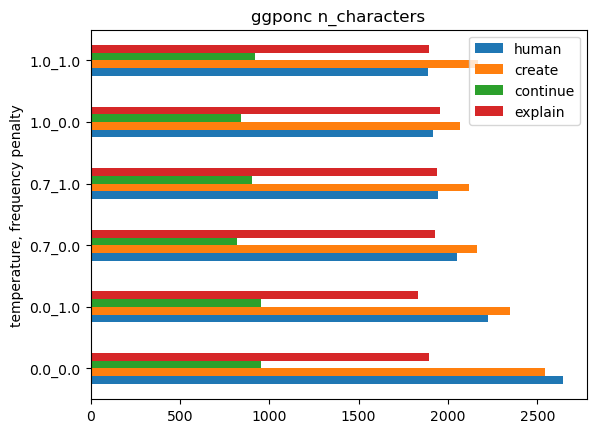 ggponc n_characters
human
create
continue
explain
temperature, frequency penalty
1.0_1.0
1.0_0.0
0.7_1.0
0.7_0.0
0.0_1.0
0.0_0.0
0 500 1000 1500 2000 2500